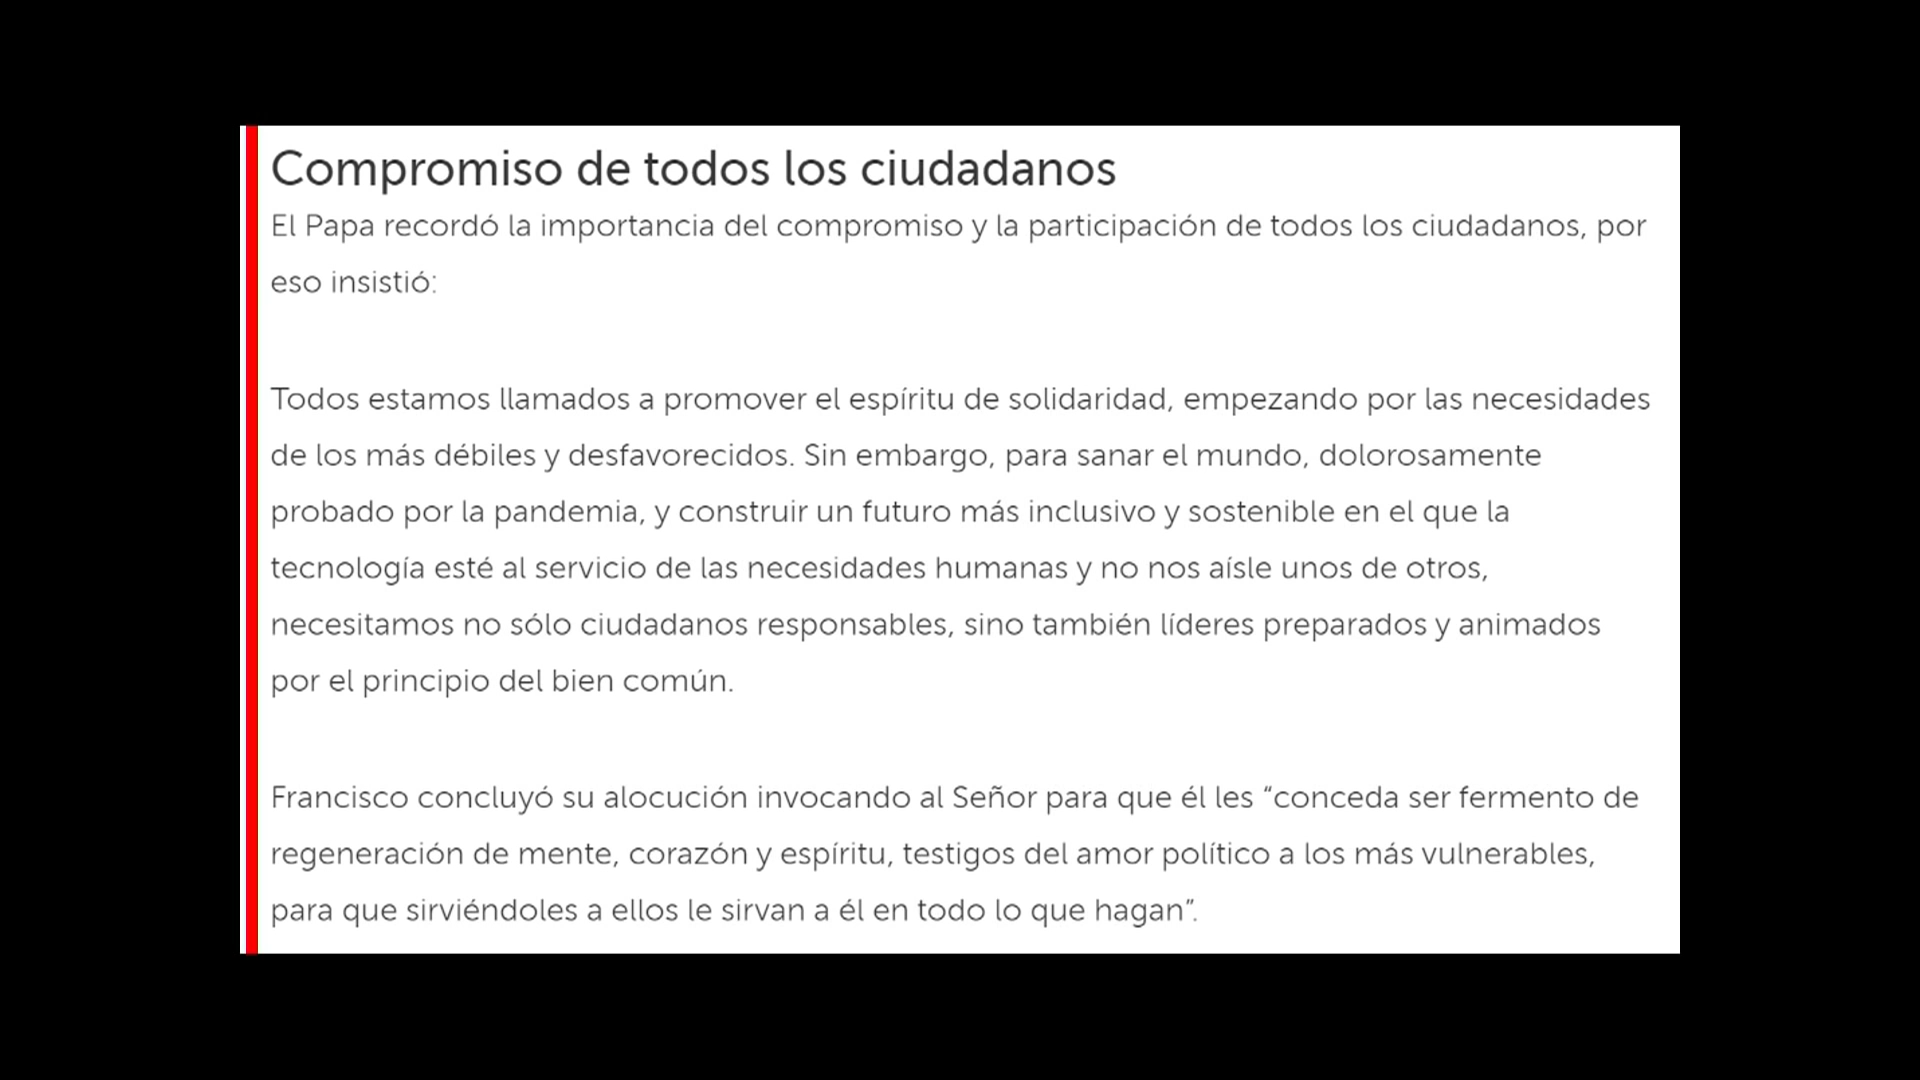 Compromiso de todos los ciudadanos
El Papa recordó la importancia del compromiso y la participación de todos los ciudadanos, por
eso insistió:
Todos estamos llamados a promover el espíritu de solidaridad, empezando por las necesidades
de los más débiles y desfavorecidos. Sin embargo, para sanar el mundo, dolorosamente
probado por la pandemia, y construir un futuro más inclusivo y sostenible en el que la
tecnología esté al servicio de las necesidades humanas y no nos aísle unos de otros,
necesitamos no sólo ciudadanos responsables, sino también líderes preparados y animados
por el principio del bien común.
Francisco concluyó su alocución invocando al Señor para que él les “conceda ser fermento de
regeneración de mente, corazón y espíritu, testigos del amor político a los más vulnerables,
para que sirviéndoles a ellos le sirvan a él en todo lo que hagan”.